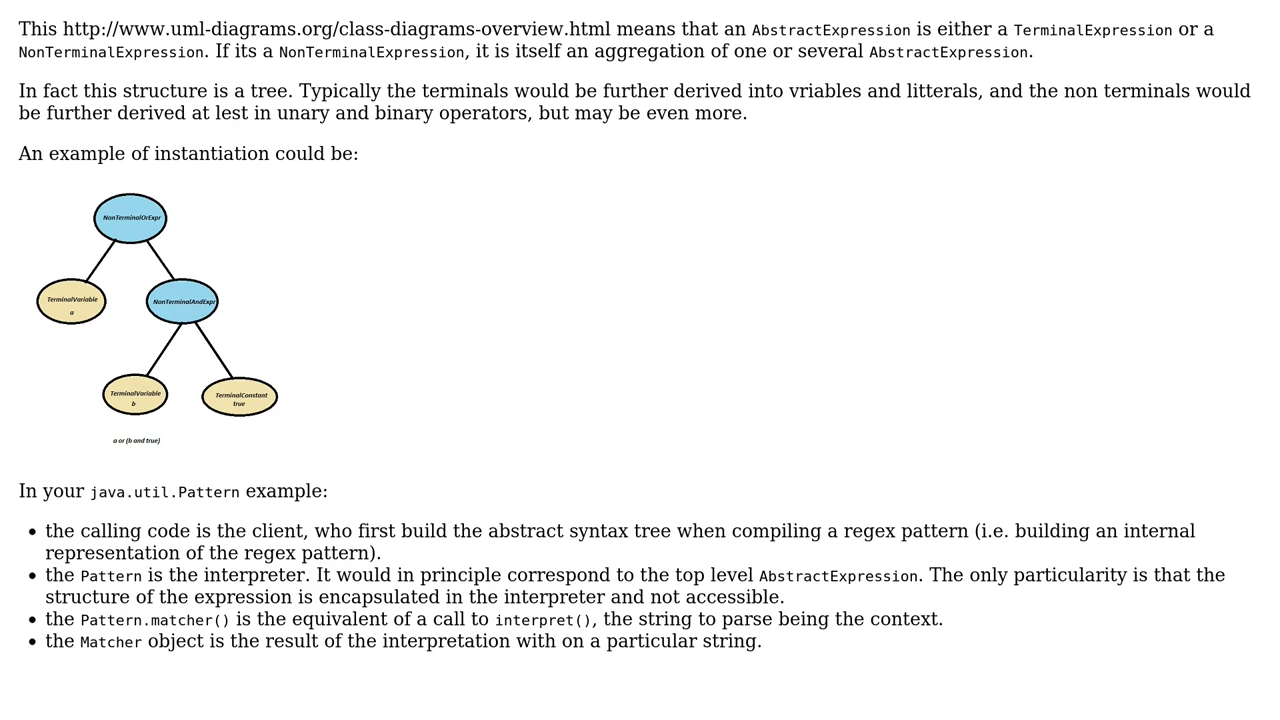 This http://www.uml-diagrams.org/class-diagrams-overview.html means that an AbstractExpression is either a TerminalExpression or a
NonTerminalExpression. If its a NonTerminalExpression, it is itself an aggregation of one or several AbstractExpression.
In fact this structure is a tree. Typically the terminals would be further derived into vriables and litterals, and the non terminals would
be further derived at lest in unary and binary operators, but may be even more.
An example of instantiation could be:
NonTerminalOrExpr
TerminalVariable
a
NonTerminalAndExpr
TerminalVariable
b
TerminalConstant
true
a or (b and true)
In your java.util.Pattern example:
• the calling code is the client, who first build the abstract syntax tree when compiling a regex pattern (i.e. building an internal
representation of the regex pattern).
• the Pattern is the interpreter. It would in principle correspond to the top level AbstractExpression. The only particularity is that the
structure of the expression is encapsulated in the interpreter and not accessible.
• the Pattern.matcher() is the equivalent of a call to interpret(), the string to parse being the context.
• the Matcher object is the result of the interpretation with on a particular string.